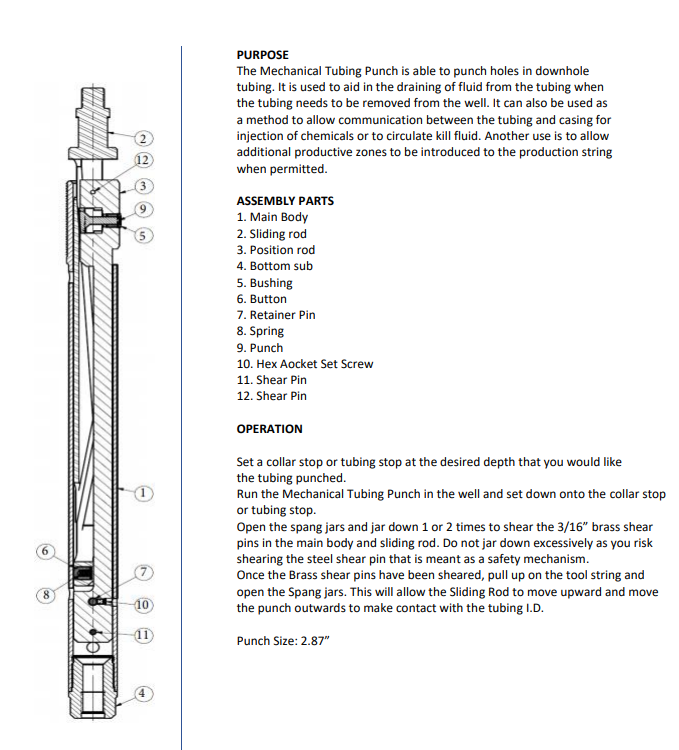 2
12
3
9
5
1
6
7
8
10
11
4
PURPOSE
The Mechanical Tubing Punch is able to punch holes in downhole
tubing. It is used to aid in the draining of fluid from the tubing when
the tubing needs to be removed from the well. It can also be used as
a method to allow communication between the tubing and casing for
injection of chemicals or to circulate kill fluid. Another use is to allow
additional productive zones to be introduced to the production string
when permitted.
ASSEMBLY PARTS
1. Main Body
2. Sliding rod
3. Position rod
4. Bottom sub
5. Bushing
6. Button
7. Retainer Pin
8. Spring
9. Punch
10. Hex Aocket Set Screw
11. Shear Pin
12. Shear Pin
OPERATION
Set a collar stop or tubing stop at the desired depth that you would like
the tubing punched.
Run the Mechanical Tubing Punch in the well and set down onto the collar stop
or tubing stop.
Open the spang jars and jar down 1 or 2 times to shear the 3/16” brass shear
pins in the main body and sliding rod. Do not jar down excessively as you risk
shearing the steel shear pin that is meant as a safety mechanism.
Once the Brass shear pins have been sheared, pull up on the tool string and
open the Spang jars. This will allow the Sliding Rod to move upward and move
the punch outwards to make contact with the tubing I.D.
Punch Size: 2.87”